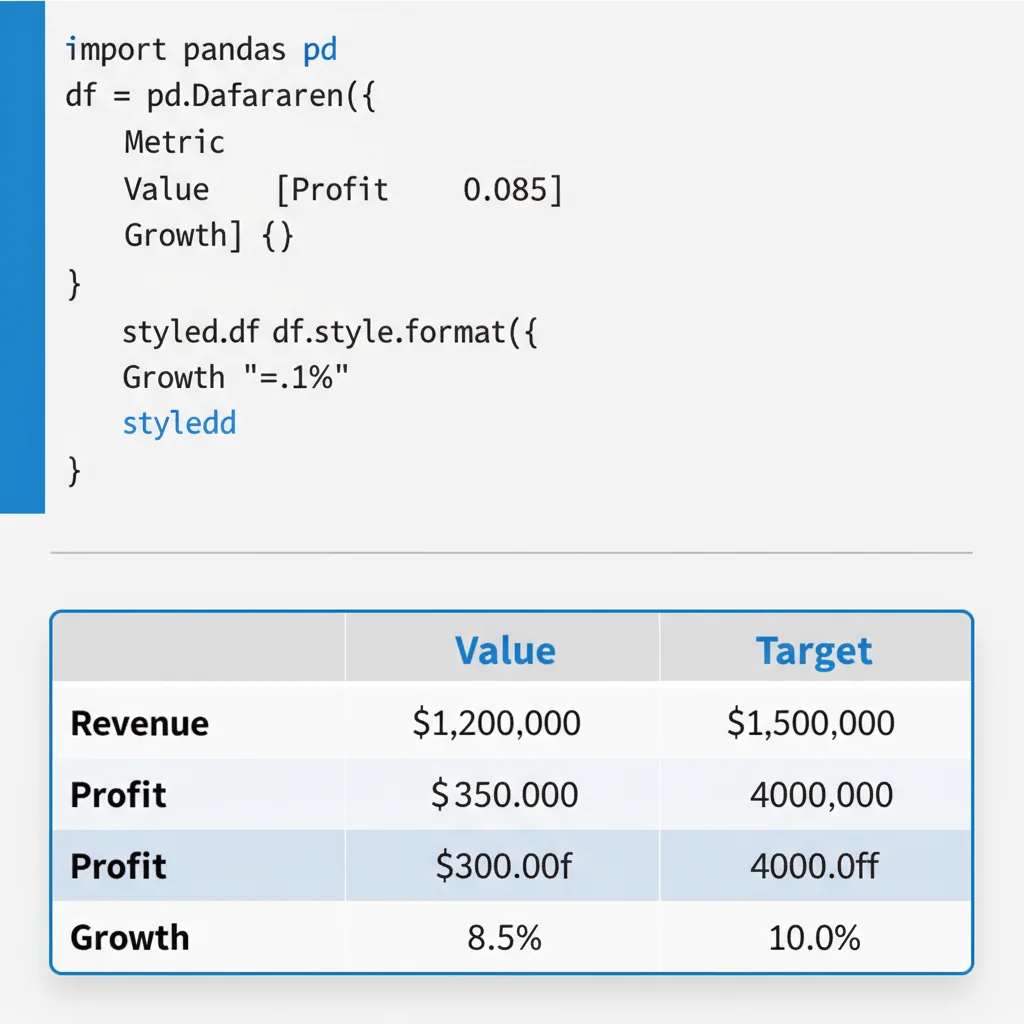 import pandas pd
df = pd.Dafararen({
Metric
Value [Profit 0.085]
Growth] {}
}
styled.df df.style.format({
Growth "=.1%"
styledd
}
Value Target
Revenue $1,200,000 $1,500,000
Profit $350.000 4000,000
Profit $300.00f 4000.0ff
Growth 8.5% 10.0%